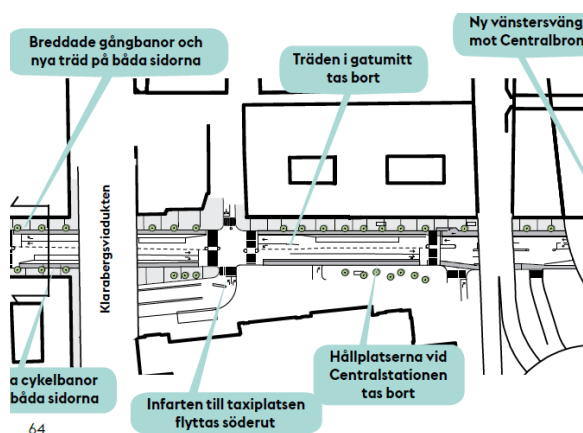 Breddade gångbanor och
nya träd på båda sidorna
Träden i gatumitt
tas bort
Ny vänstersväng
mot Centralbron
Klarabergsviadukten
a cykelbanor
båda sidorna
Infarten till taxiplatsen
flyttas söderut
Hållplatserna vid
Centralstationen
tas bort
64